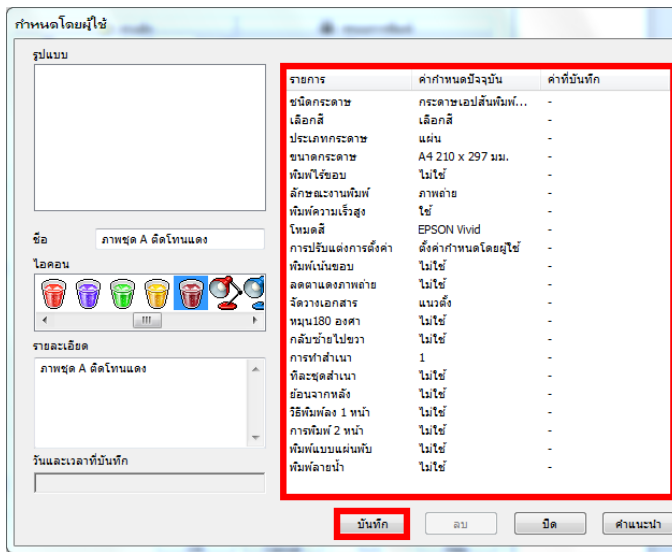 กำหนดโดยผู้ใช้
รูปแบบ
ชื่อ ภาพชุด A ติดโทนแดง
ไอคอน
รายละเอียด
ภาพชุด A ติดโทนแดง
วันและเวลาที่บันทึก
รายการ ค่ากำหนดปัจจุบัน ค่าที่บันทึก
ชนิดกระดาษ กระดาษเอปสันพิมพ์... -
เลือกสี เลือกสี -
ประเภทกระดาษ แผ่น -
ขนาดกระดาษ A4 210 x 297 มม. -
พิมพ์ไร้ขอบ ไม่ใช้ -
ลักษณะงานพิมพ์ ภาพถ่าย -
พิมพ์ความเร็วสูง ใช้ -
โหมดสี EPSON Vivid -
การปรับแต่งการตั้งค่า ตั้งค่ากำหนดโดยผู้ใช้ -
พิมพ์เน้นขอบ ไม่ใช้ -
ลดตาแดงภาพถ่าย ไม่ใช้ -
จัดวางเอกสาร แนวตั้ง -
หมุน180 องศา ไม่ใช้ -
กลับซ้ายไปขวา ไม่ใช้ -
การทำสำเนา 1 -
ทีละชุดสำเนา ไม่ใช้ -
ย้อนจากหลัง ไม่ใช้ -
วิธีพิมพ์ลง 1 หน้า ไม่ใช้ -
การพิมพ์ 2 หน้า ไม่ใช้ -
พิมพ์แบบแผ่นพับ ไม่ใช้ -
พิมพ์ลายน้ำ ไม่ใช้ -
บันทึก ลบ ปิด คำแนะนำ